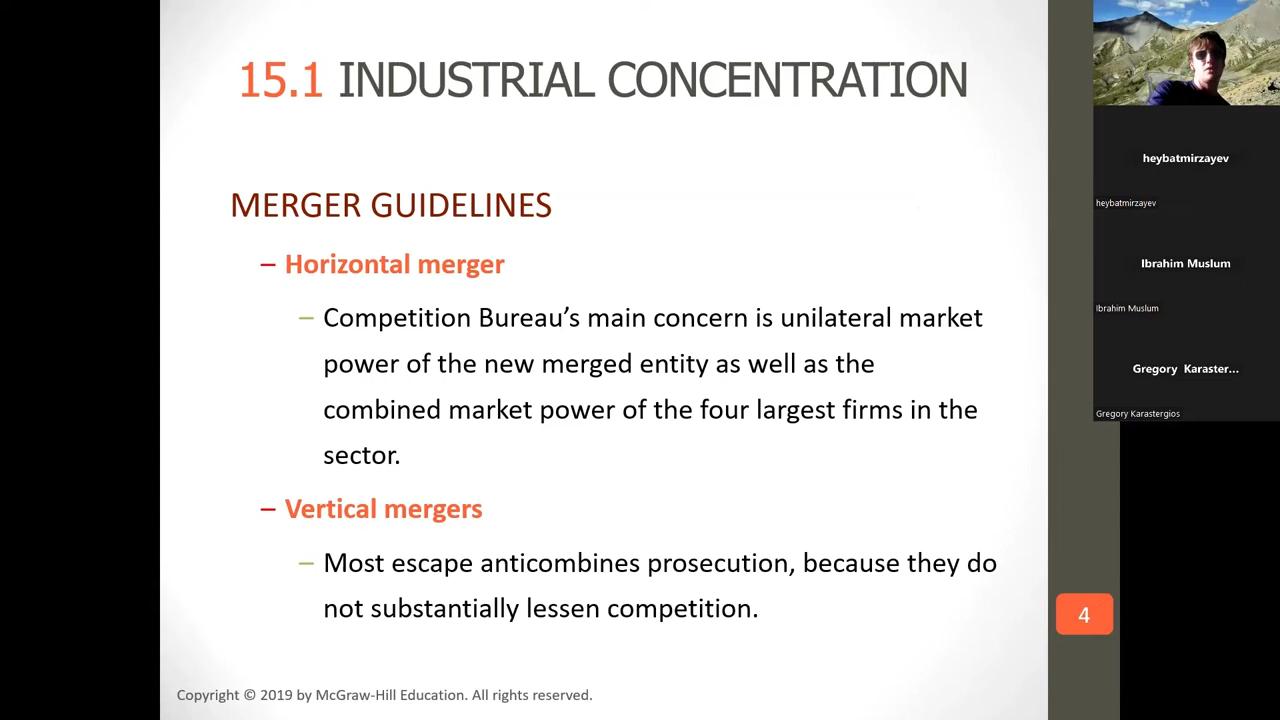 15.1 INDUSTRIAL CONCENTRATION
MERGER GUIDELINES
– Horizontal merger
– Competition Bureau’s main concern is unilateral market
power of the new merged entity as well as the
combined market power of the four largest firms in the
sector.
– Vertical mergers
– Most escape anticombines prosecution, because they do
not substantially lessen competition.
4
Copyright © 2019 by McGraw-Hill Education. All rights reserved.
heybatmirzayev
heybatmirzayev
Ibrahim Muslum
Ibrahim Muslum
Gregory Karaster...
Gregory Karastergios